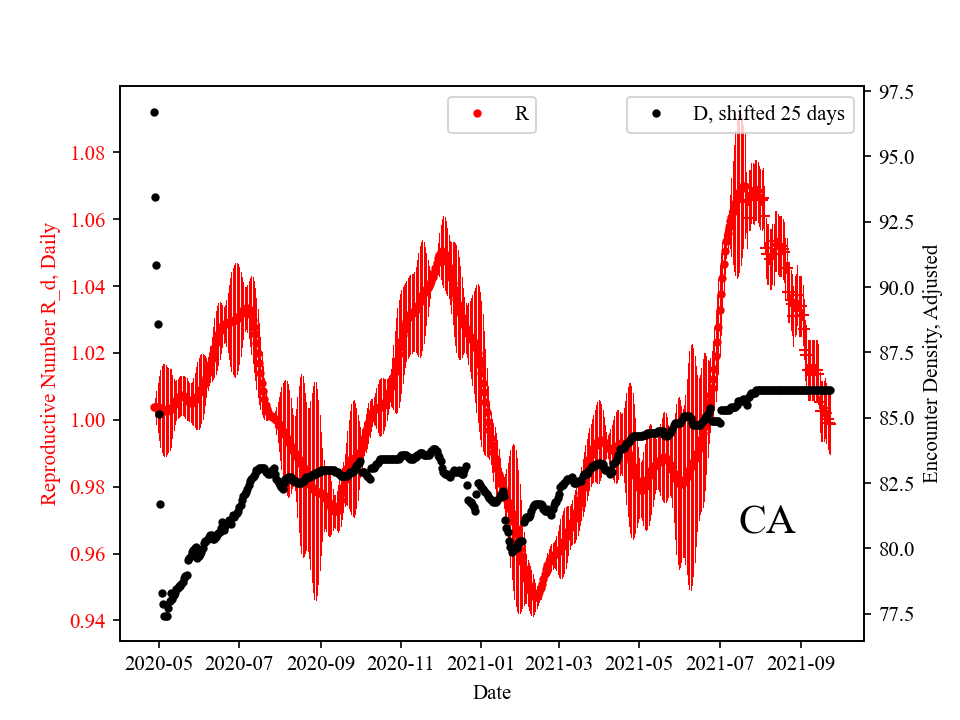 R
D, shifted 25 days
Reproductive Number R_d, Daily
1.08
1.06
1.04
1.02
1.00
0.98
0.96
0.94
97.5
95.0
92.5
90.0
87.5
85.0
82.5
80.0
77.5
Encounter Density, Adjusted
CA
2020-05 2020-07 2020-09 2020-11 2021-01 2021-03 2021-05 2021-07 2021-09
Date